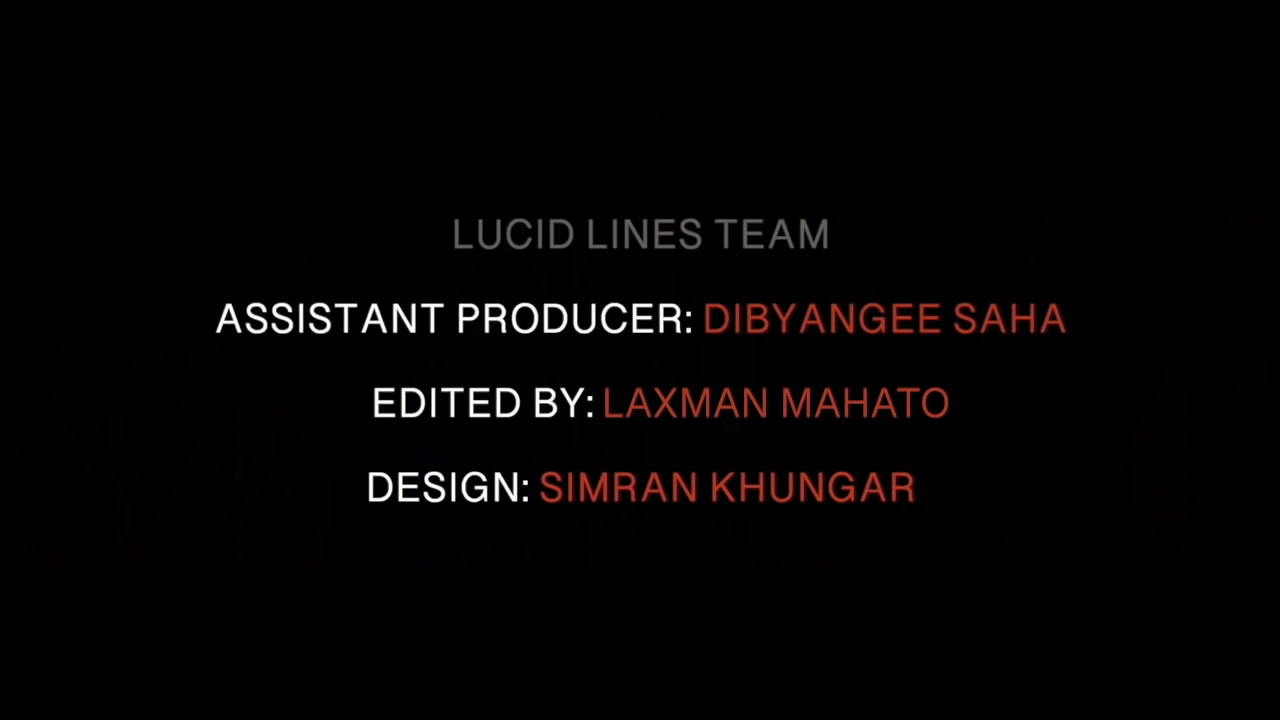 LUCID LINES TEAM
ASSISTANT PRODUCER: DIBYANGEE SAHA
EDITED BY: LAXMAN MAHATO
DESIGN: SIMRAN KHUNGAR